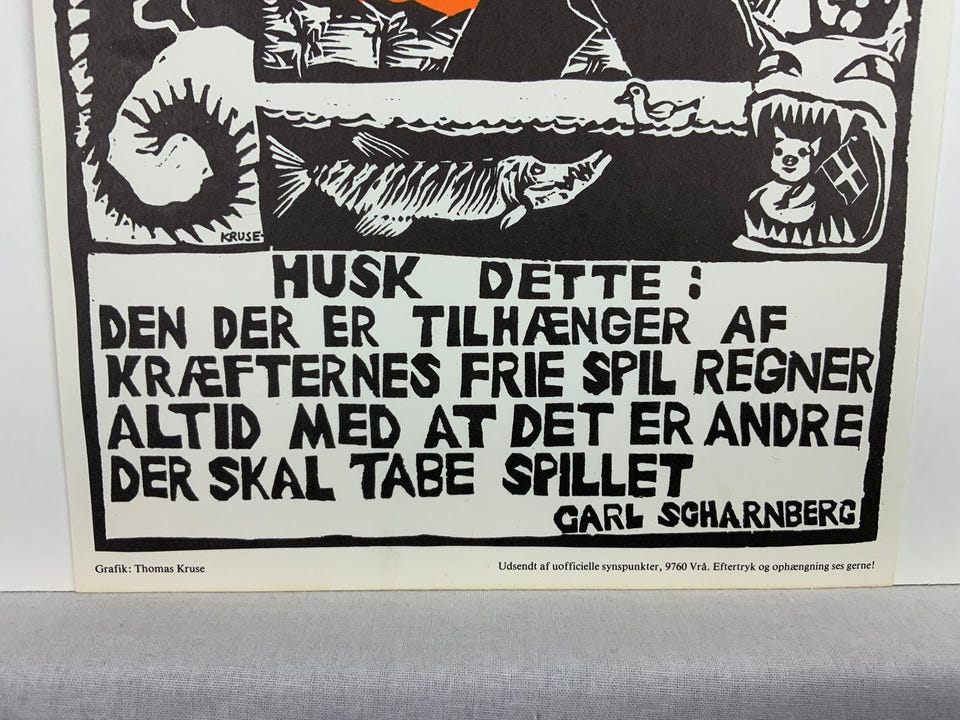 KRUSE
HUSK DETTE :
DEN DER ER TILHÆNGER AF
KRÆFTERNES FRIE SPIL REGNER
ALTID MED AT DET ER ANDRE
DER SKAL TABE SPILLET
CARL SCHARNBERG
Grafik: Thomas Kruse
Udsendt af uofficielle synspunkter, 9760 Vrå. Eftertryk og ophængning ses gerne!